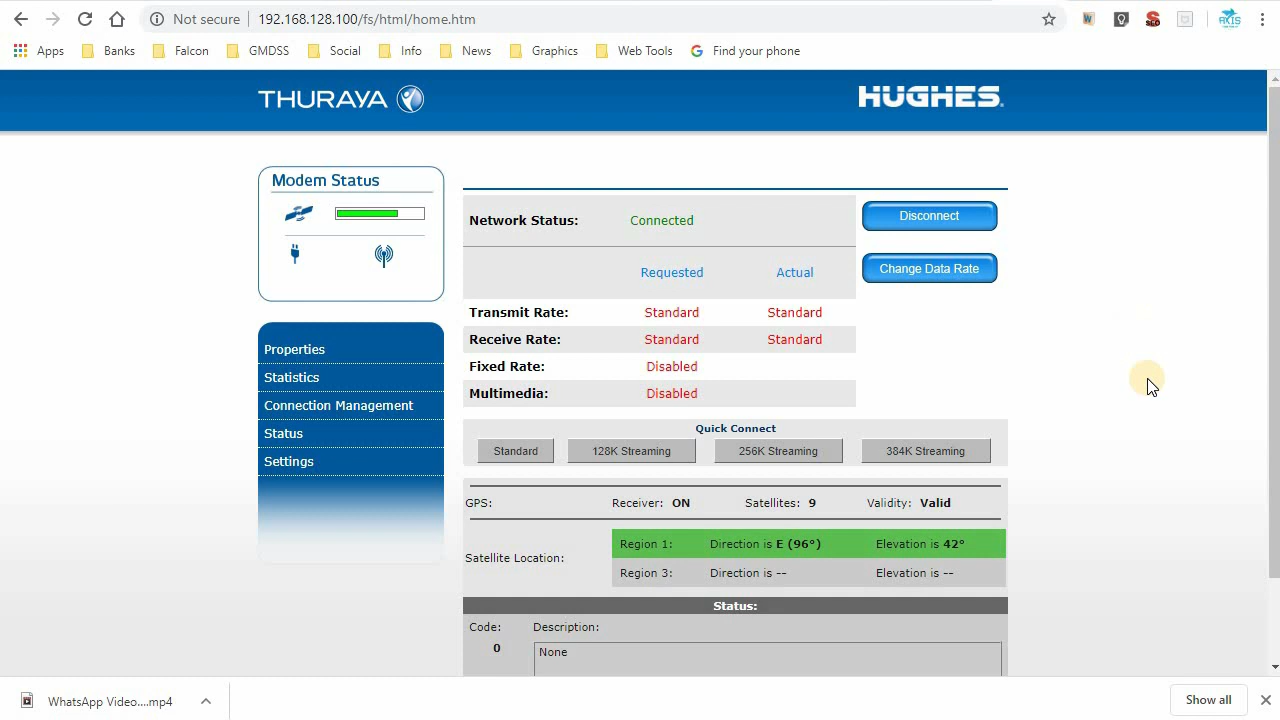 Not secure 192.168.128.100/fs/html/home.htm
W SEO AXIS
Apps Banks Falcon GMDSS Social Info News Graphics Web Tools Find your phone
THURAYA HUGHES.
Modem Status
Properties
Statistics
Connection Management
Status
Settings
Network Status: Connected Disconnect
Requested Actual Change Data Rate
Transmit Rate: Standard Standard
Receive Rate: Standard Standard
Fixed Rate: Disabled
Multimedia: Disabled
Quick Connect
Standard 128K Streaming 256K Streaming 384K Streaming
GPS: Receiver: ON Satellites: 9 Validity: Valid
Satellite Location:
Region 1: Direction is E (96°) Elevation is 42°
Region 3: Direction is -- Elevation is --
Status:
Code: Description:
0 None
WhatsApp Video....mp4 Show all